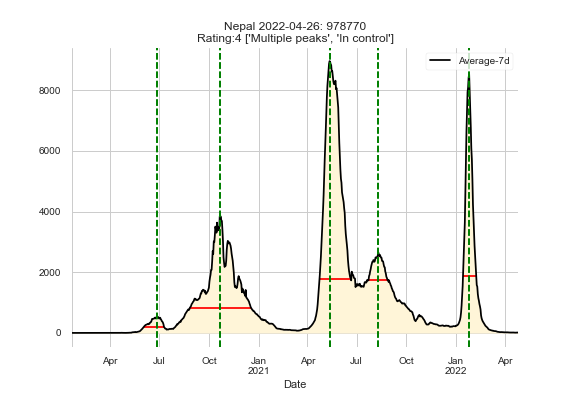 Nepal 2022-04-26: 978770
Rating:4 ['Multiple peaks', 'In control']
Average-7d
8000
6000
4000
2000
0
Apr Jul Oct Jan Apr Jul Oct Jan Apr
2021 2022
Date